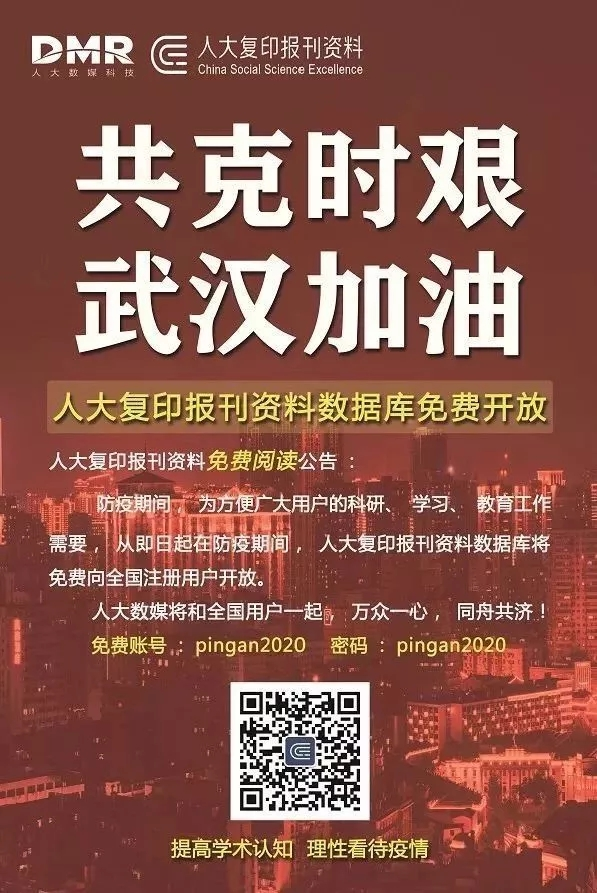 DMR 人大复印报刊资料
人大数媒科技 China Social Science Excellence
共克时艰
武汉加油
人大复印报刊资料数据库免费开放
人大复印报刊资料免费阅读公告：
防疫期间，为方便广大用户的科研、学习、教育工作
需要，从即日起在防疫期间，人大复印报刊资料数据库将
免费向全国注册用户开放。
人大数媒将和全国用户一起，万众一心，同舟共济！
免费账号：pingan2020 密码：pingan2020
提高学术认知 理性看待疫情